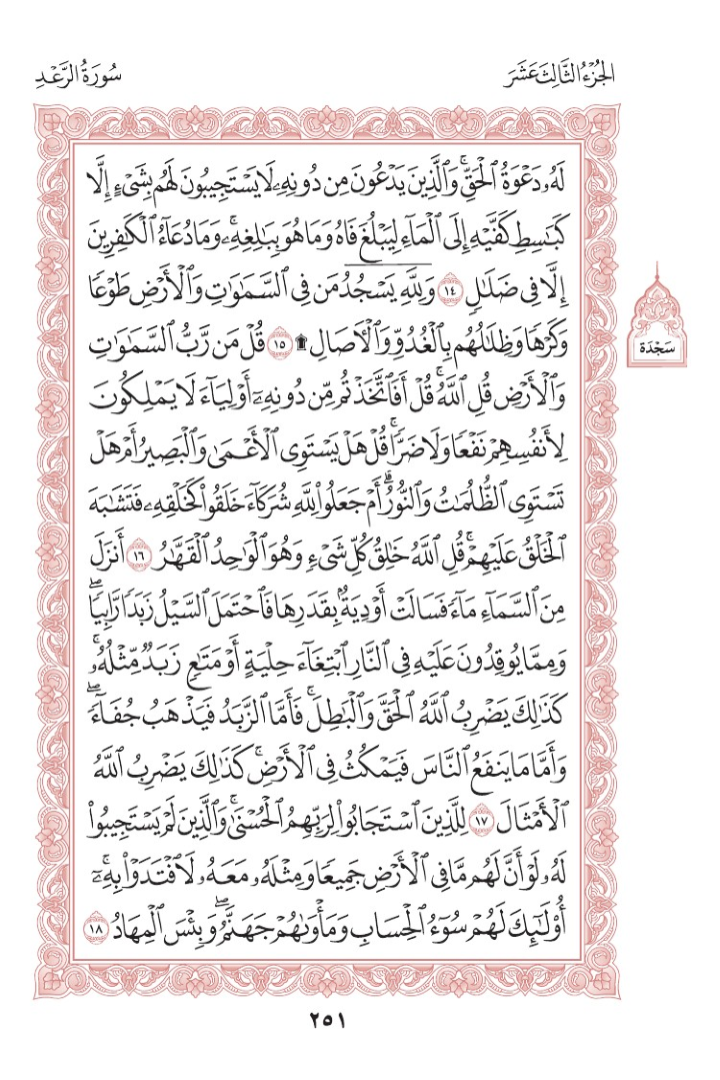 الجُزْءُ الثَّالِثَ عَشَرَ
سُورَةُ الرَّعْدِ
لَهُۥ دَعْوَةُ ٱلْحَقِّۚ وَٱلَّذِينَ يَدْعُونَ مِن دُونِهِۦ لَا يَسْتَجِيبُونَ لَهُم بِشَىْءٍ إِلَّا
كَبَٰسِطِ كَفَّيْهِ إِلَى ٱلْمَآءِ لِيَبْلُغَ فَاهُ وَمَا هُوَ بِبَٰلِغِهِۦۚ وَمَا دُعَآءُ ٱلْكَٰفِرِينَ
إِلَّا فِى ضَلَٰلٍ ١٤ وَلِلَّهِ يَسْجُدُ مَن فِى ٱلسَّمَٰوَٰتِ وَٱلْأَرْضِ طَوْعًا
وَكَرْهًا وَظِلَٰلُهُم بِٱلْغُدُوِّ وَٱلْءَاصَالِ ۩ ١٥ قُلْ مَن رَّبُّ ٱلسَّمَٰوَٰتِ
وَٱلْأَرْضِ قُلِ ٱللَّهُۚ قُلْ أَفَٱتَّخَذْتُم مِّن دُونِهِۦٓ أَوْلِيَآءَ لَا يَمْلِكُونَ
لِأَنفُسِهِمْ نَفْعًا وَلَا ضَرًّاۚ قُلْ هَلْ يَسْتَوِى ٱلْأَعْمَىٰ وَٱلْبَصِيرُ أَمْ هَلْ
تَسْتَوِى ٱلظُّلُمَٰتُ وَٱلنُّورُۗ أَمْ جَعَلُوا۟ لِلَّهِ شُرَكَآءَ خَلَقُوا۟ كَخَلْقِهِۦ فَتَشَٰبَهَ
ٱلْخَلْقُ عَلَيْهِمْۚ قُلِ ٱللَّهُ خَٰلِقُ كُلِّ شَىْءٍ وَهُوَ ٱلْوَٰحِدُ ٱلْقَهَّٰرُ ١٦ أَنزَلَ
مِنَ ٱلسَّمَآءِ مَآءً فَسَالَتْ أَوْدِيَةٌۢ بِقَدَرِهَا فَٱحْتَمَلَ ٱلسَّيْلُ زَبَدًا رَّابِيًاۖ
وَمِمَّا يُوقِدُونَ عَلَيْهِ فِى ٱلنَّارِ ٱبْتِغَآءَ حِلْيَةٍ أَوْ مَتَٰعٍ زَبَدٌ مِّثْلُهُۥۚ
كَذَٰلِكَ يَضْرِبُ ٱللَّهُ ٱلْحَقَّ وَٱلْبَٰطِلَۚ فَأَمَّا ٱلزَّبَدُ فَيَذْهَبُ جُفَآءًۖ
وَأَمَّا مَا يَنفَعُ ٱلنَّاسَ فَيَمْكُثُ فِى ٱلْأَرْضِۚ كَذَٰلِكَ يَضْرِبُ ٱللَّهُ
ٱلْأَمْثَالَ ١٧ لِلَّذِينَ ٱسْتَجَابُوا۟ لِرَبِّهِمُ ٱلْحُسْنَىٰۚ وَٱلَّذِينَ لَمْ يَسْتَجِيبُوا۟
لَهُۥ لَوْ أَنَّ لَهُم مَّا فِى ٱلْأَرْضِ جَمِيعًا وَمِثْلَهُۥ مَعَهُۥ لَٱفْتَدَوْا۟ بِهِۦٓۚ
أُو۟لَٰٓئِكَ لَهُمْ سُوٓءُ ٱلْحِسَابِ وَمَأْوَىٰهُمْ جَهَنَّمُۖ وَبِئْسَ ٱلْمِهَادُ ١٨
سَجْدَة
٢٥١